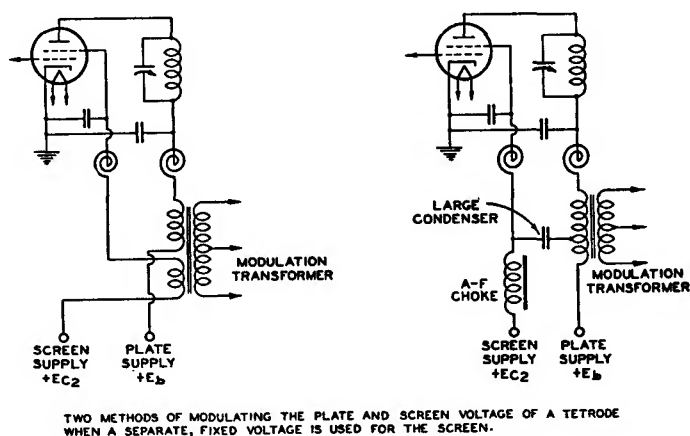 MODULATION
TRANSFORMER
SCREEN
SUPPLY
+EC2
PLATE
SUPPLY
+Eb
LARGE
CONDENSER
A-F
CHOKE
MODULATION
TRANSFORMER
SCREEN
SUPPLY
+EC2
PLATE
SUPPLY
+Eb
TWO METHODS OF MODULATING THE PLATE AND SCREEN VOLTAGE OF A TETRODE
WHEN A SEPARATE, FIXED VOLTAGE IS USED FOR THE SCREEN.